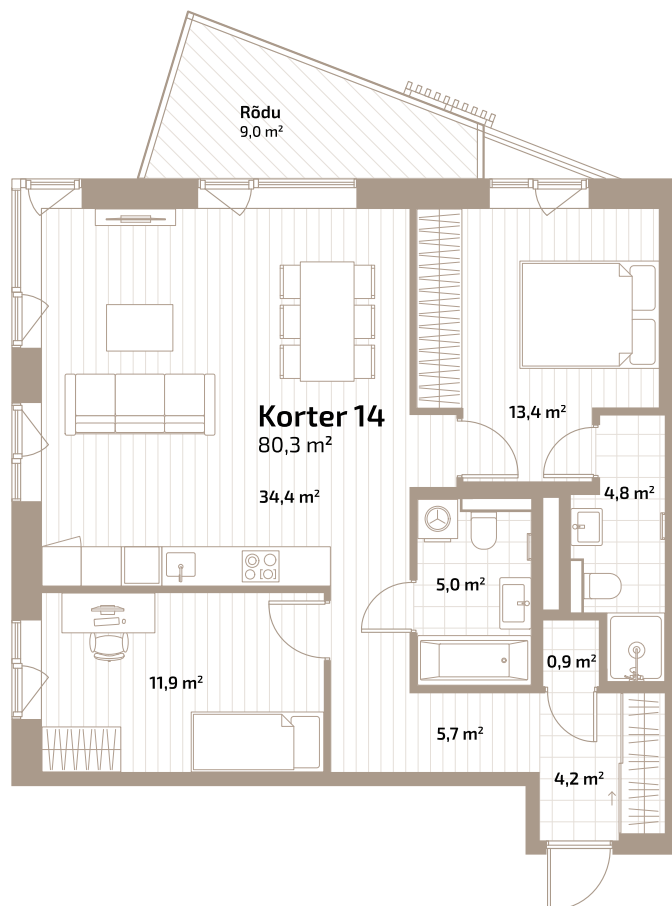 Rõdu
9,0 m²
Korter 14
80,3 m²
13,4 m²
34,4 m²
4,8 m²
5,0 m²
0,9 m²
11,9 m²
5,7 m²
4,2 m²